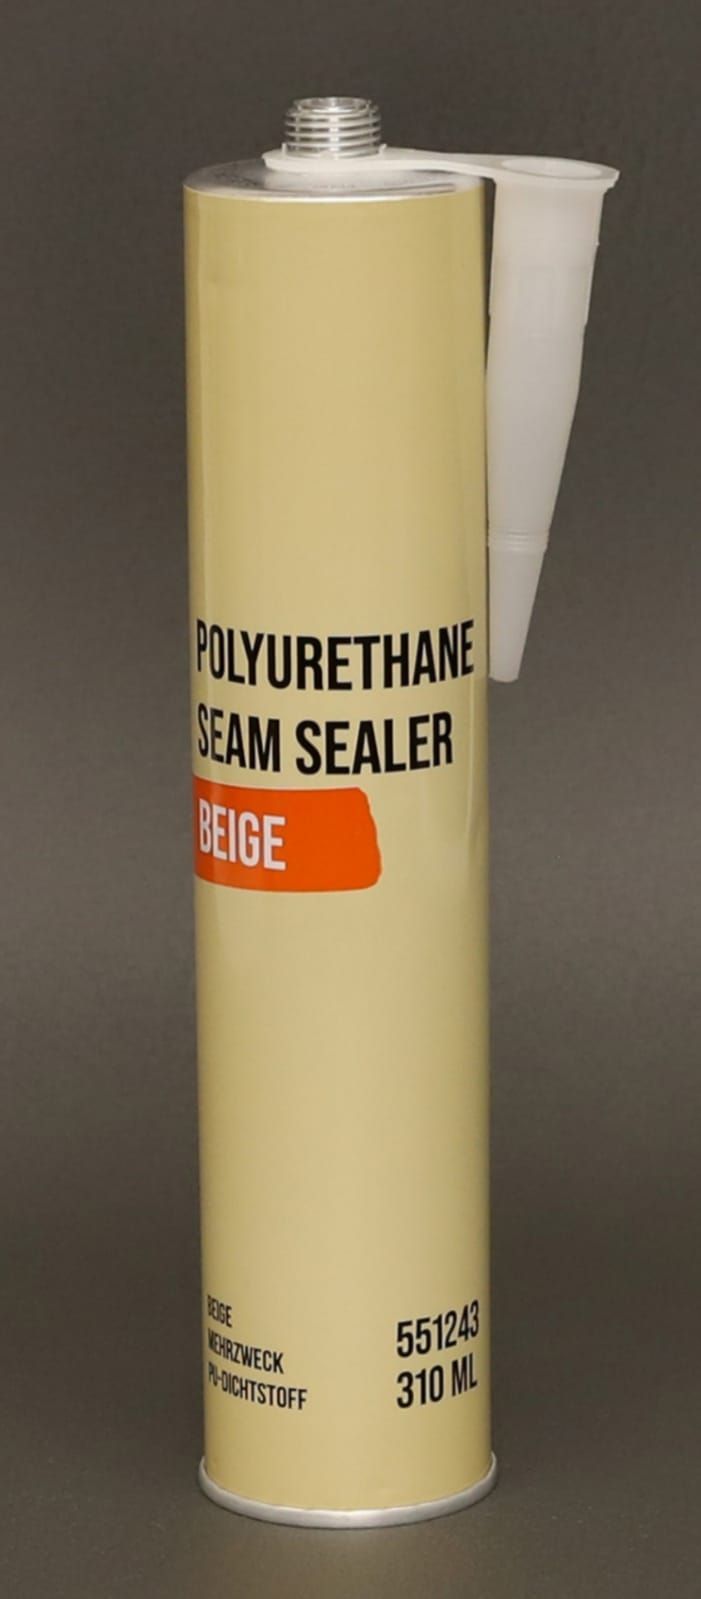 POLYURETHANE
SEAM SEALER
BEIGE
BEIGE
MEHRZWECK
PU-DICHTSTOFF
551243
310 ML